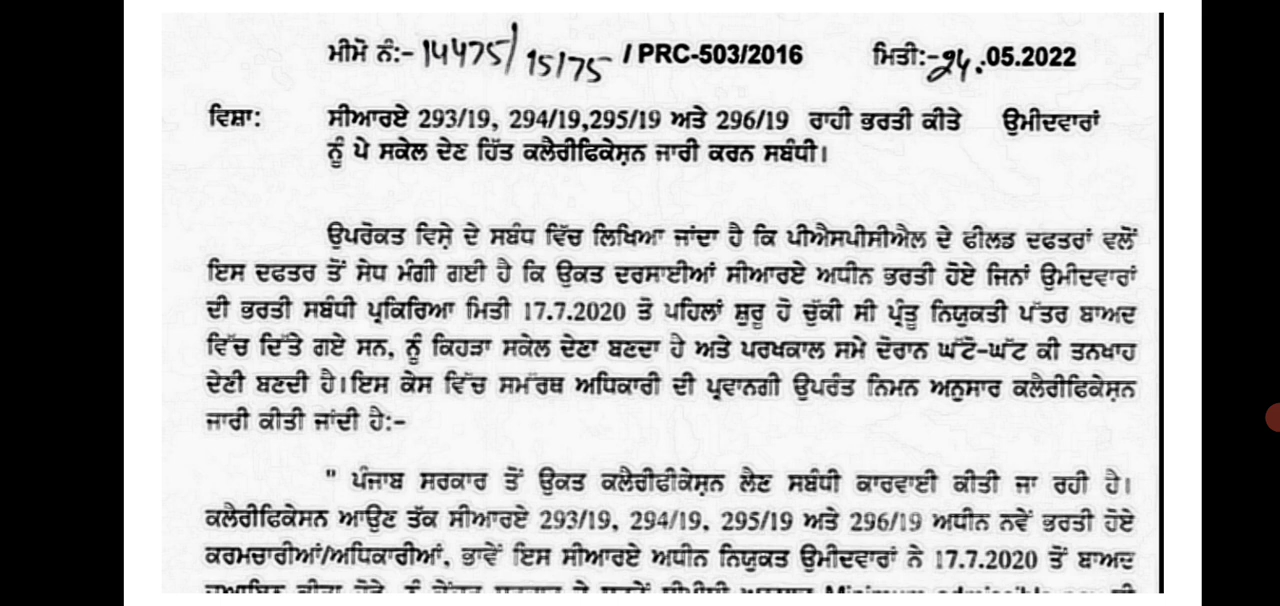 ਮੀਮੋ ਨੰ:- 14475/15175 / PRC-503/2016 ਮਿਤੀ:-24.05.2022
ਵਿਸ਼ਾ: ਸੀਆਰਏ 293/19, 294/19,295/19 ਅਤੇ 296/19 ਰਾਹੀ ਭਰਤੀ ਕੀਤੇ ਉਮੀਦਵਾਰਾਂ
ਨੂੰ ਪੇ ਸਕੇਲ ਦੇਣ ਹਿੱਤ ਕਲੈਰੀਫਿਕੇਸ਼ਨ ਜਾਰੀ ਕਰਨ ਸਬੰਧੀ।
ਉਪਰੋਕਤ ਵਿਸ਼ੇ ਦੇ ਸਬੰਧ ਵਿੱਚ ਲਿਖਿਆ ਜਾਂਦਾ ਹੈ ਕਿ ਪੀਐਸਪੀਸੀਐਲ ਦੇ ਫੀਲਡ ਦਫਤਰਾਂ ਵਲੋਂ
ਇਸ ਦਫਤਰ ਤੋਂ ਸੇਧ ਮੰਗੀ ਗਈ ਹੈ ਕਿ ਉਕਤ ਦਰਸਾਈਆਂ ਸੀਆਰਏ ਅਧੀਨ ਭਰਤੀ ਹੋਏ ਜਿਨਾਂ ਉਮੀਦਵਾਰਾਂ
ਦੀ ਭਰਤੀ ਸਬੰਧੀ ਪ੍ਰਕਿਰਿਆ ਮਿਤੀ 17.7.2020 ਤੋ ਪਹਿਲਾਂ ਸ਼ੁਰੂ ਹੋ ਚੁੱਕੀ ਸੀ ਪ੍ਰੰਤੂ ਨਿਯੁਕਤੀ ਪੱਤਰ ਬਾਅਦ
ਵਿੱਚ ਦਿੱਤੇ ਗਏ ਸਨ, ਨੂੰ ਕਿਹੜਾ ਸਕੇਲ ਦੇਣਾ ਬਣਦਾ ਹੈ ਅਤੇ ਪਰਖਕਾਲ ਸਮੇ ਦੋਰਾਨ ਘੱਟੋ-ਘੱਟ ਕੀ ਤਨਖਾਹ
ਦੇਣੀ ਬਣਦੀ ਹੈ।ਇਸ ਕੇਸ ਵਿੱਚ ਸਮੱਰਥ ਅਧਿਕਾਰੀ ਦੀ ਪ੍ਰਵਾਨਗੀ ਉਪਰੰਤ ਨਿਮਨ ਅਨੁਸਾਰ ਕਲੈਰੀਫਿਕੇਸ਼ਨ
ਜਾਰੀ ਕੀਤੀ ਜਾਂਦੀ ਹੈ:-
" ਪੰਜਾਬ ਸਰਕਾਰ ਤੋਂ ਉਕਤ ਕਲੈਰੀਫੀਕੇਸ਼ਨ ਲੈਣ ਸਬੰਧੀ ਕਾਰਵਾਈ ਕੀਤੀ ਜਾ ਰਹੀ ਹੈ।
ਕਲੈਰੀਫਿਕੇਸਨ ਆਉਣ ਤੱਕ ਸੀਆਰਏ 293/19, 294/19, 295/19 ਅਤੇ 296/19 ਅਧੀਨ ਨਵੇਂ ਭਰਤੀ ਹੋਏ
ਕਰਮਚਾਰੀਆਂ/ਅਧਿਕਾਰੀਆਂ, ਭਾਵੇਂ ਇਸ ਸੀਆਰਏ ਅਧੀਨ ਨਿਯੁਕਤ ਉਮੀਦਵਾਰਾਂ ਨੇ 17.7.2020 ਤੋਂ ਬਾਅਦ